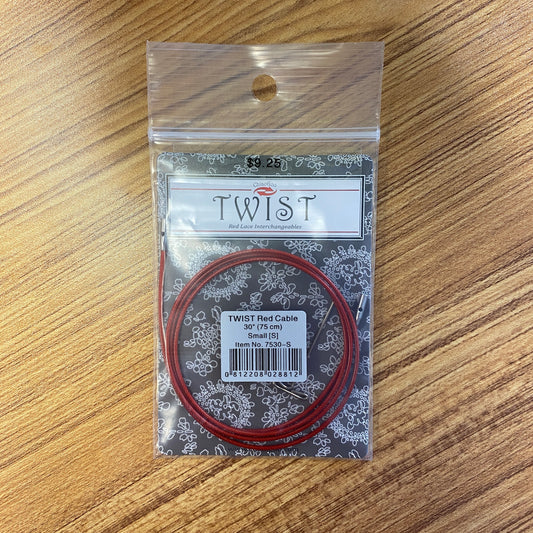 $9.25
ChiaoGoo
TWIST
Red Lace Interchangeables
TWIST Red Cable
30" (75 cm)
Small [S]
Item No. 7530-S
0 812208 028812